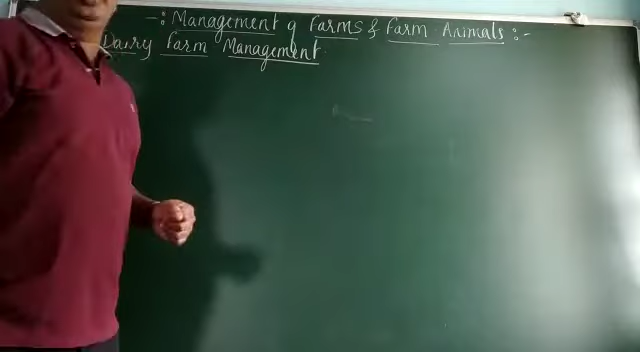 -: Management of Farms & Farm Animals :-
Dairy Farm Management.